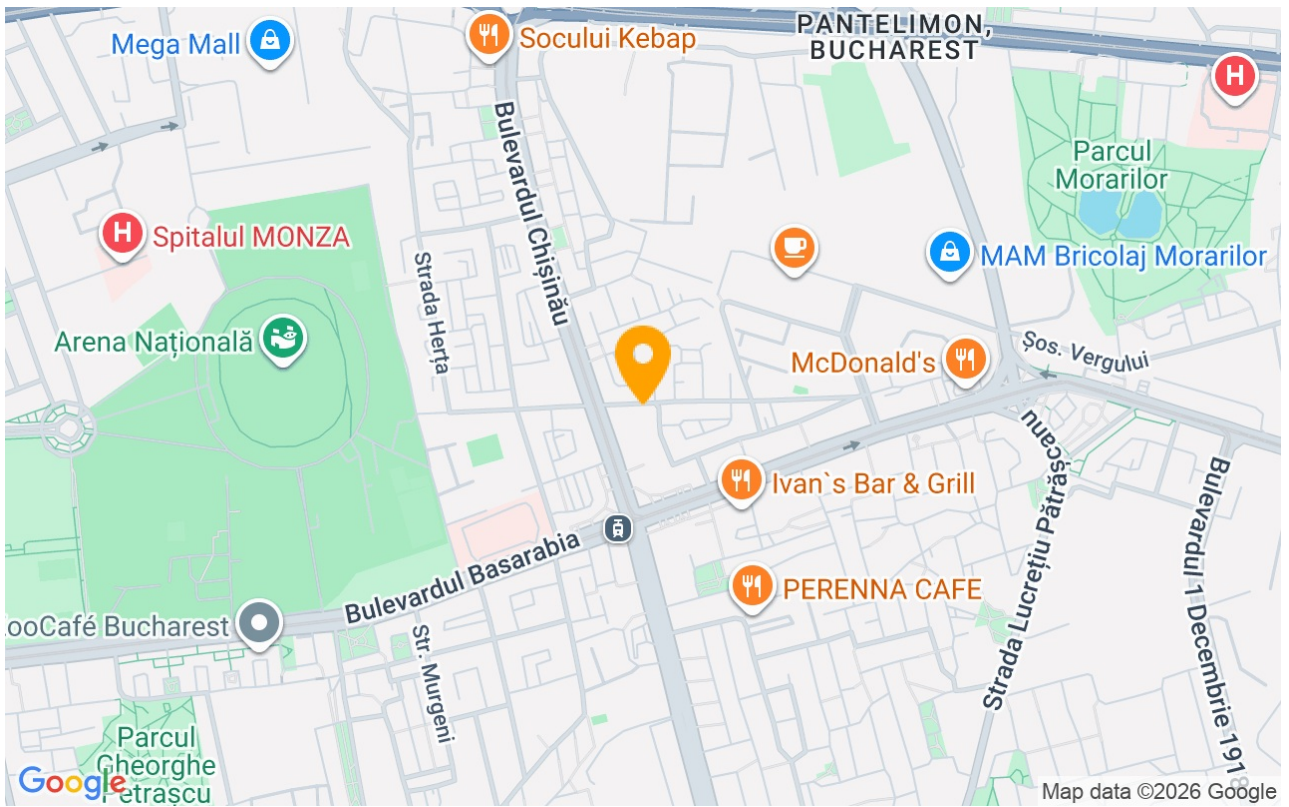 PANTELIMON,
BUCHAREST
Mega Mall
Socului Kebap
H
Bulevardul Chișinău
Parcul
Morarilor
H
Spitalul MONZA
MAM Bricolaj Morarilor
Strada Herța
Arena Națională
Șos. Vergului
McDonald's
Ivan`s Bar & Grill
Strada Lucrețiu Pătrășcanu
Bulevardul 1 Decembrie 1918
Bulevardul Basarabia
PERENNA CAFE
ooCafé Bucharest
Str. Murgeni
Parcul
Gheorghe
Petrașcu
Google
Map data ©2026 Google